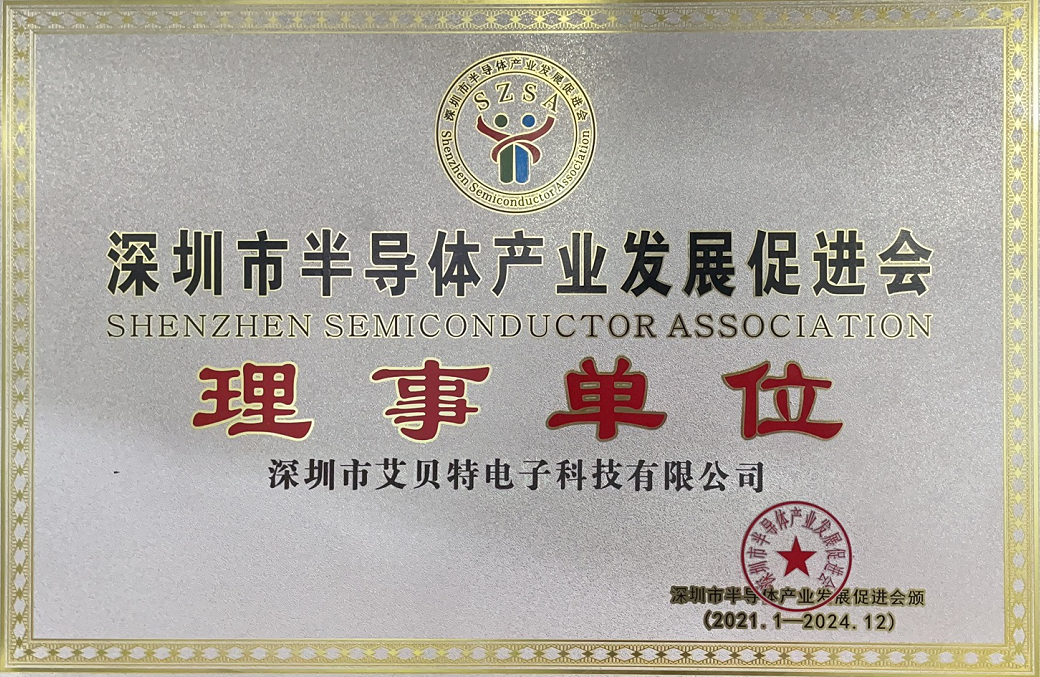 深圳市半导体产业发展促进会
SZSA
Shenzhen Semiconductor Association
深圳市半导体产业发展促进会
SHENZHEN SEMICONDUCTOR ASSOCIATION
理事单位
深圳市艾贝特电子科技有限公司
深圳市半导体产业发展促进会
深圳市半导体产业发展促进会颁
(2021.1—2024.12)